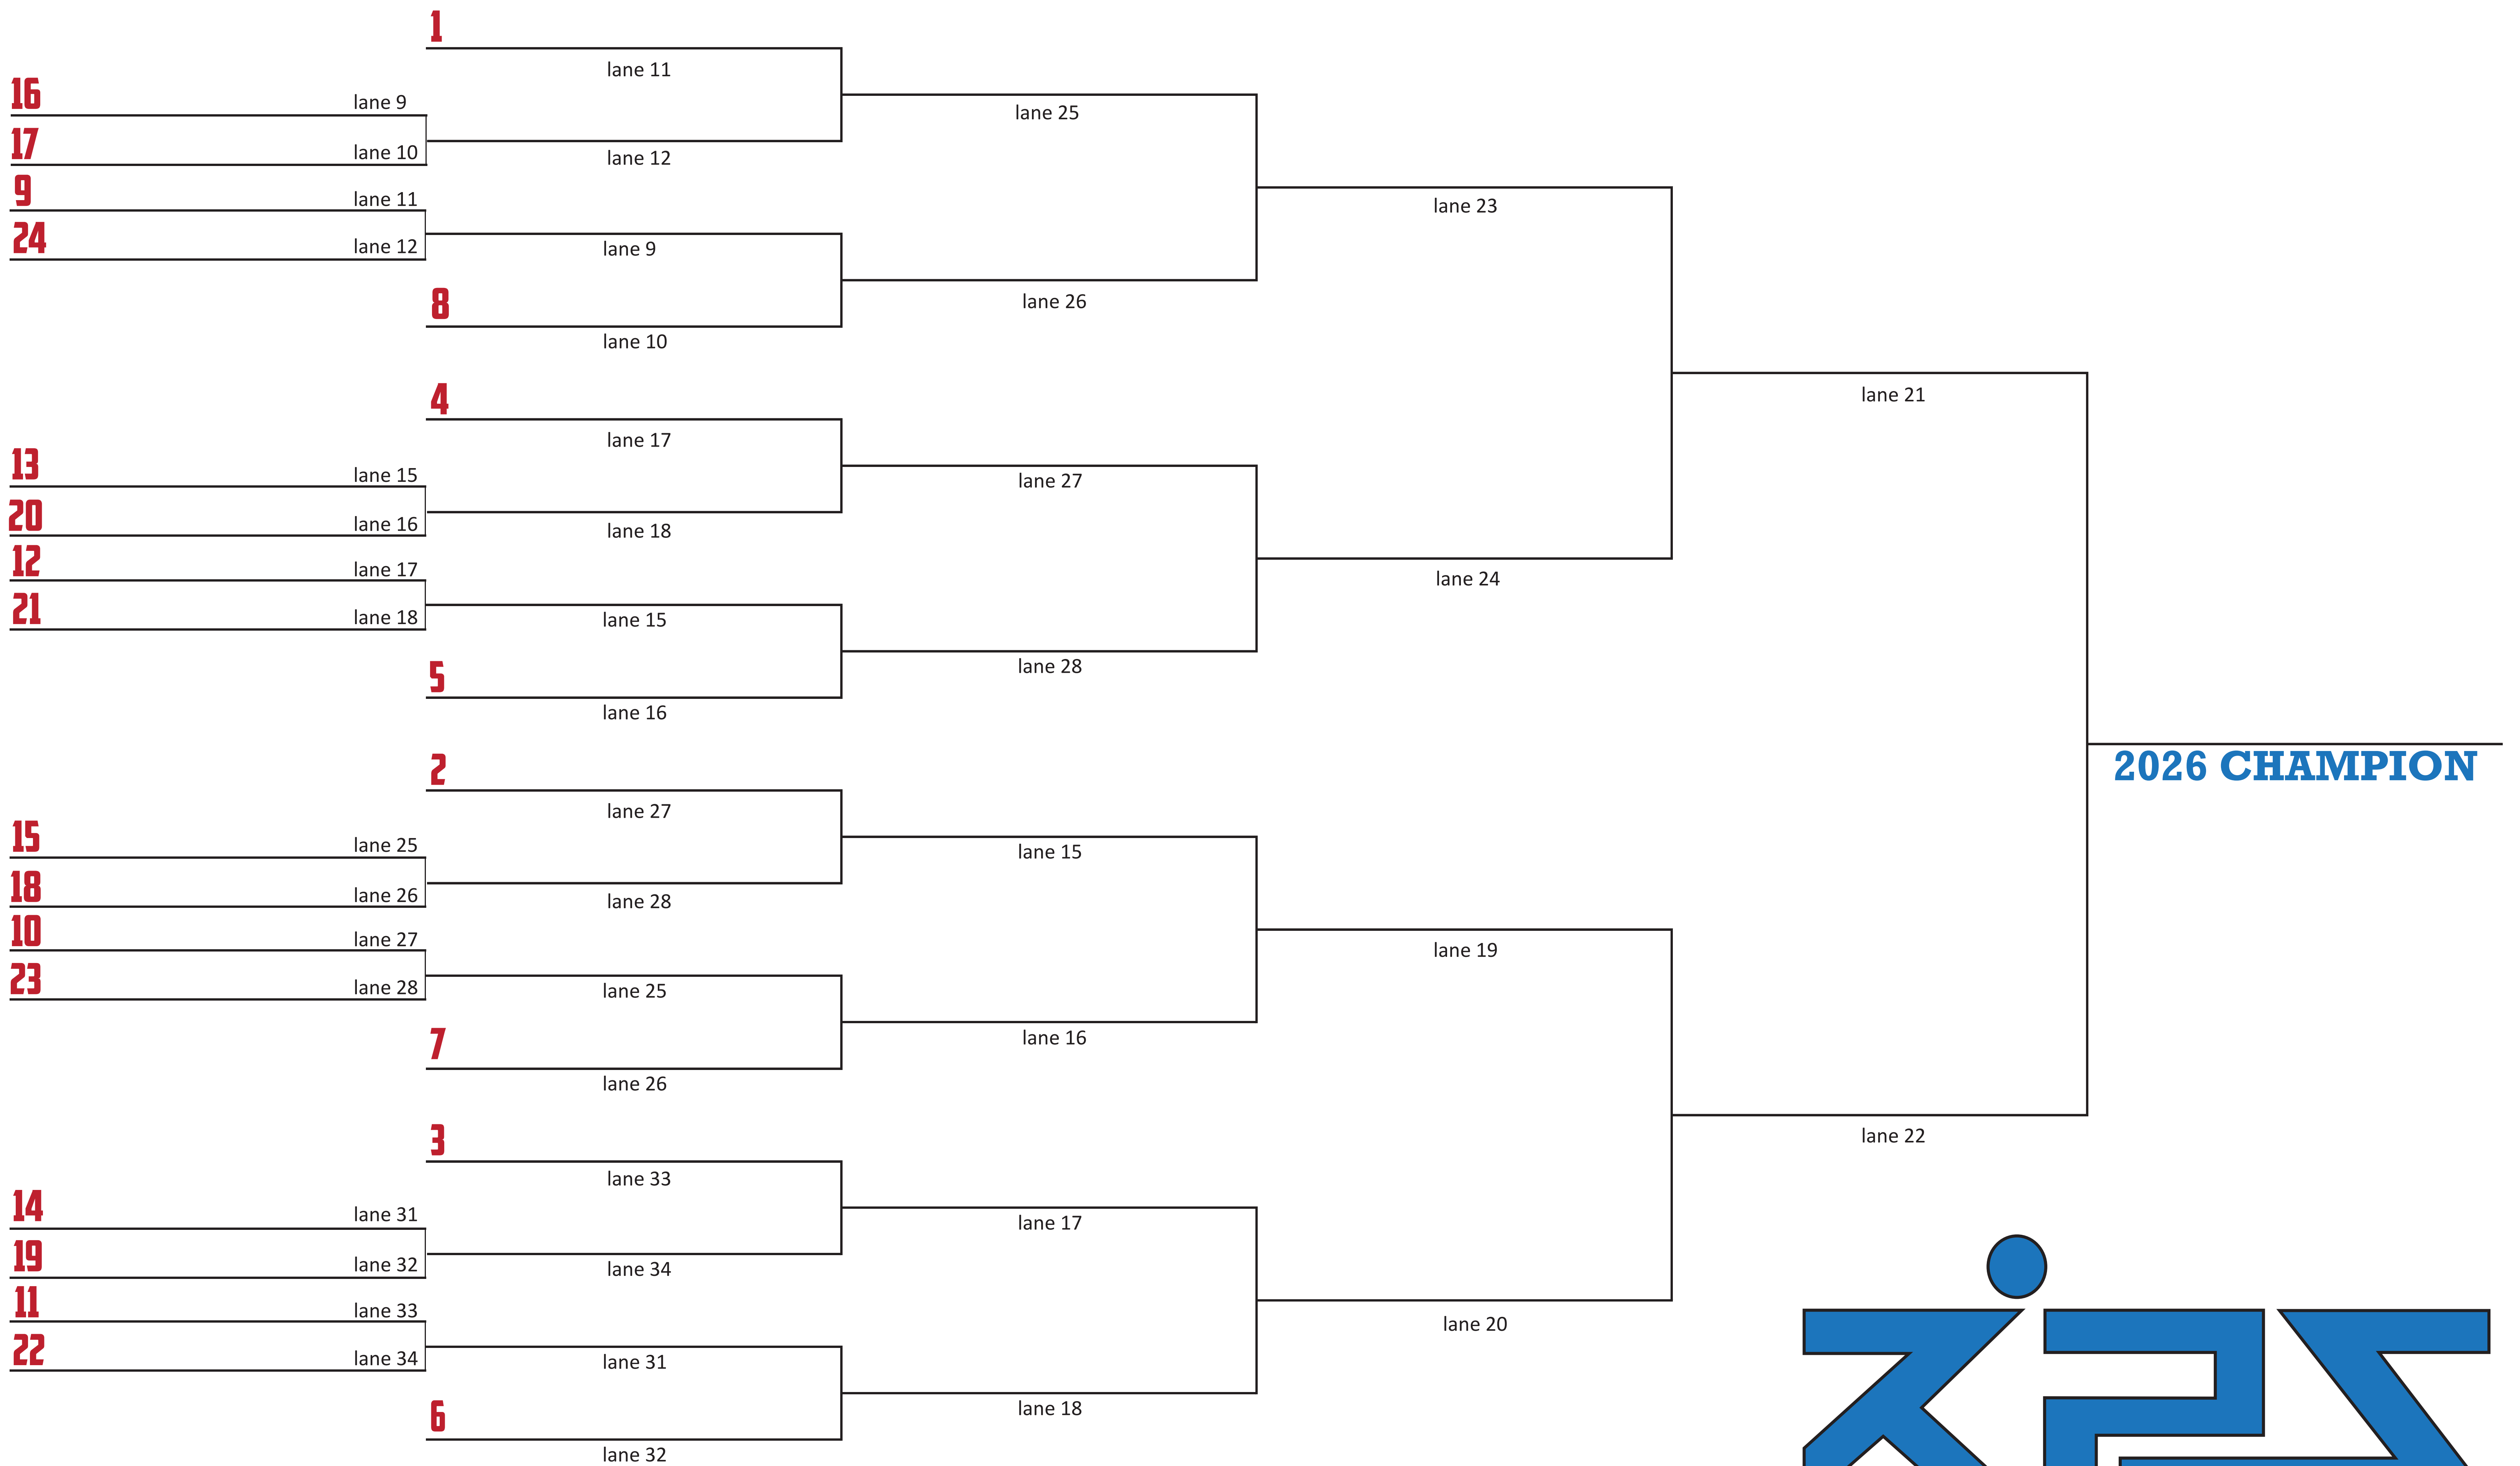 1
lane 11
16
lane 9
lane 25
17
lane 10
lane 12
9
lane 11
lane 23
24
lane 12
lane 9
8
lane 26
lane 10
4
lane 21
lane 17
13
lane 15
lane 27
20
lane 16
lane 18
12
lane 17
lane 24
21
lane 18
lane 15
5
lane 28
lane 16
2
2026 CHAMPION
lane 27
15
lane 25
lane 15
18
lane 26
lane 28
10
lane 27
lane 19
23
lane 28
lane 25
7
lane 16
lane 26
3
lane 22
lane 33
14
lane 31
lane 17
19
lane 32
lane 34
11
lane 33
lane 20
22
lane 34
lane 31
6
lane 18
lane 32